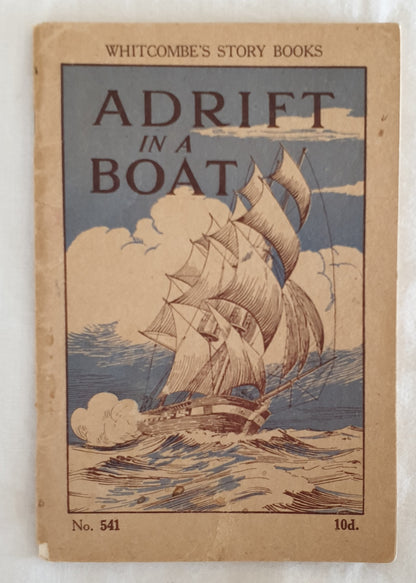 WHITCOMBE'S STORY BOOKS
ADRIFT
IN A
BOAT
No. 541 10d.